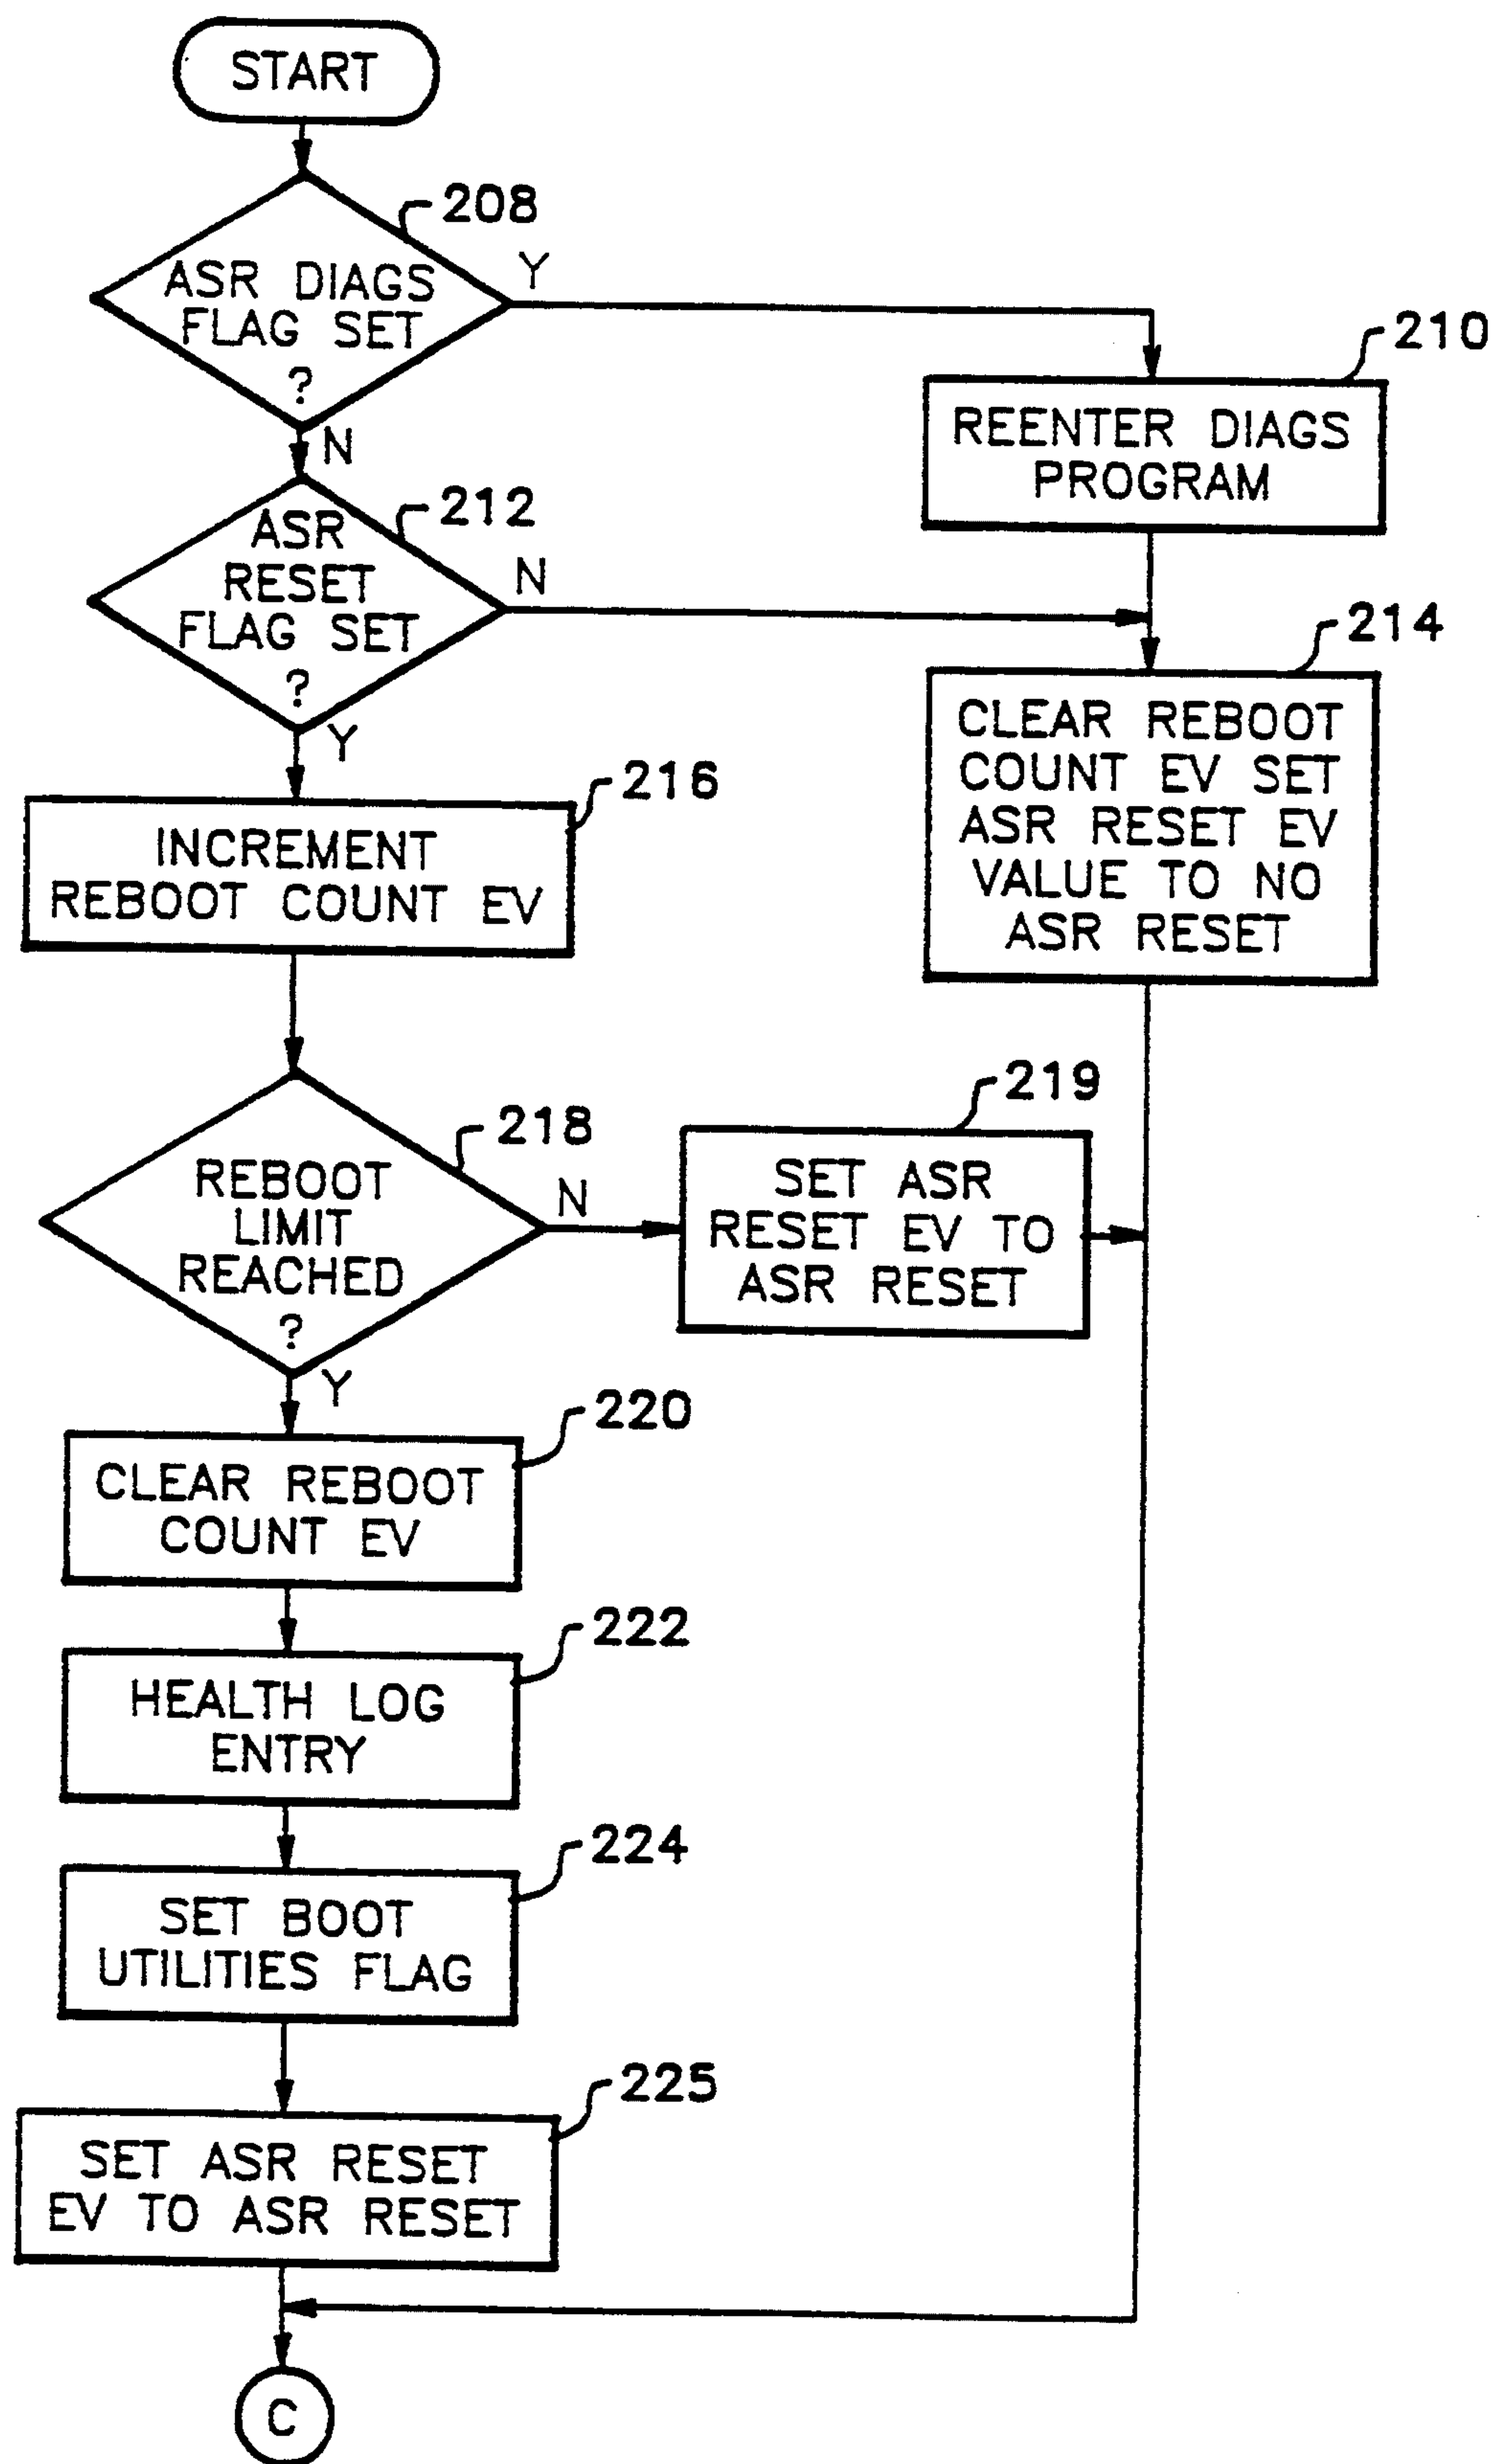 START
208
ASR DIAGS
FLAG SET
?
Y
N
210
REENTER DIAGS
PROGRAM
212
ASR
RESET
FLAG SET
?
N
Y
214
CLEAR REBOOT
COUNT EV SET
ASR RESET EV
VALUE TO NO
ASR RESET
216
INCREMENT
REBOOT COUNT EV
218
REBOOT
LIMIT
REACHED
?
N
Y
219
SET ASR
RESET EV TO
ASR RESET
220
CLEAR REBOOT
COUNT EV
222
HEALTH LOG
ENTRY
224
SET BOOT
UTILITIES FLAG
225
SET ASR RESET
EV TO ASR RESET
C